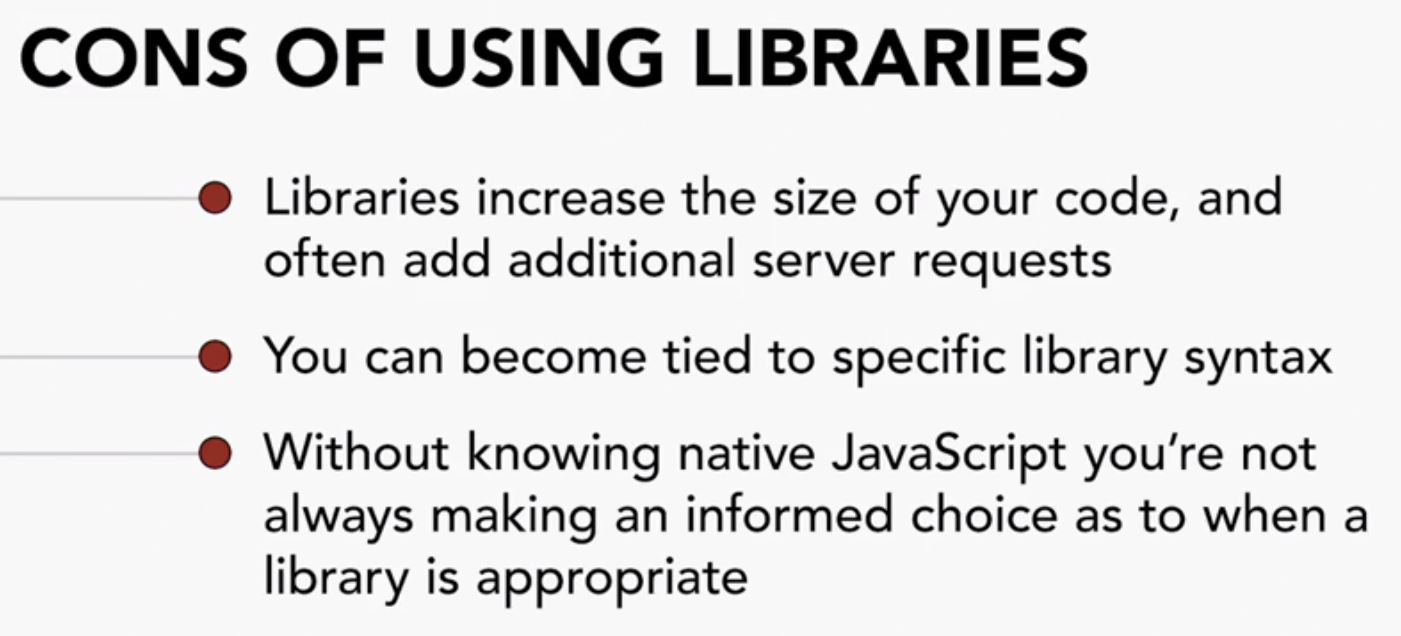 CONS OF USING LIBRARIES
Libraries increase the size of your code, and
often add additional server requests
You can become tied to specific library syntax
Without knowing native JavaScript you’re not
always making an informed choice as to when a
library is appropriate